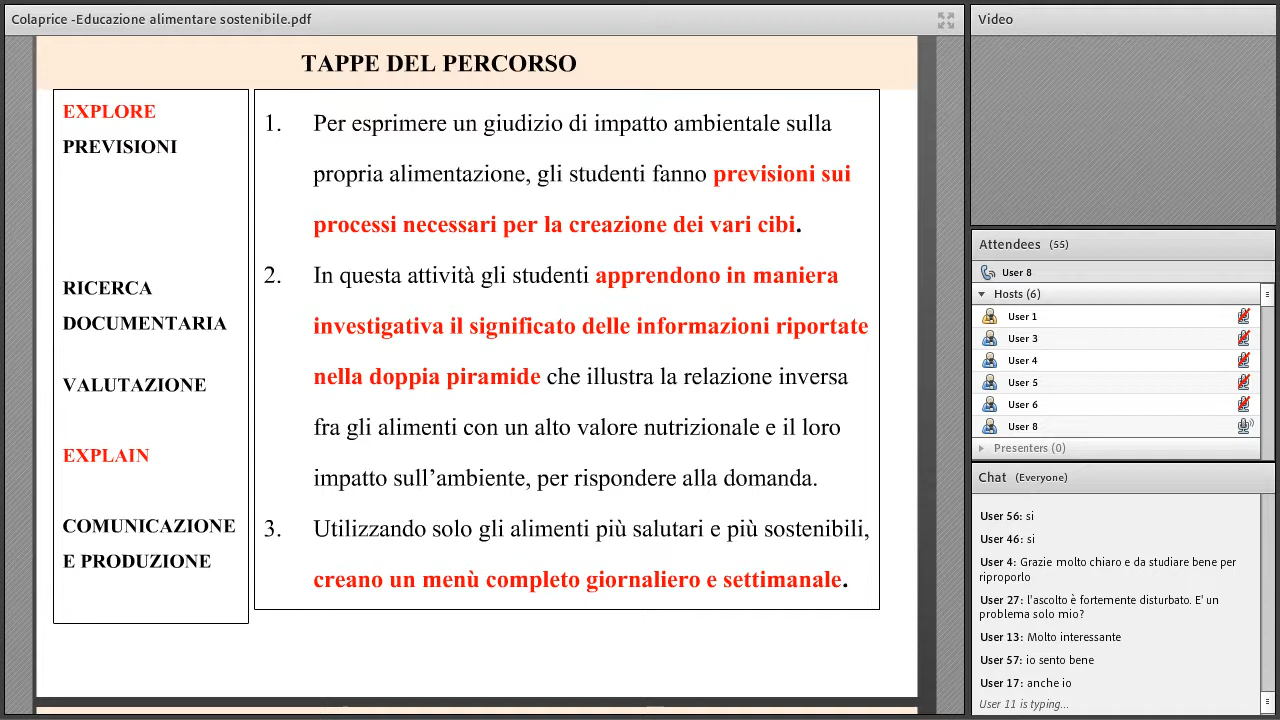 Colaprice -Educazione alimentare sostenibile.pdf
TAPPE DEL PERCORSO
EXPLORE
PREVISIONI
RICERCA
DOCUMENTARIA
VALUTAZIONE
EXPLAIN
COMUNICAZIONE
E PRODUZIONE
1. Per esprimere un giudizio di impatto ambientale sulla
propria alimentazione, gli studenti fanno previsioni sui
processi necessari per la creazione dei vari cibi.
2. In questa attività gli studenti apprendono in maniera
investigativa il significato delle informazioni riportate
nella doppia piramide che illustra la relazione inversa
fra gli alimenti con un alto valore nutrizionale e il loro
impatto sull’ambiente, per rispondere alla domanda.
3. Utilizzando solo gli alimenti più salutari e più sostenibili,
creano un menù completo giornaliero e settimanale.
Video
Attendees (55)
User 8
Hosts (6)
User 1
User 3
User 4
User 5
User 6
User 8
Presenters (0)
Chat (Everyone)
User 56: si
User 46: si
User 4: Grazie molto chiaro e da studiare bene per
riproporlo
User 27: l'ascolto è fortemente disturbato. E' un
problema solo mio?
User 13: Molto interessante
User 57: io sento bene
User 17: anche io
User 11 is typing...